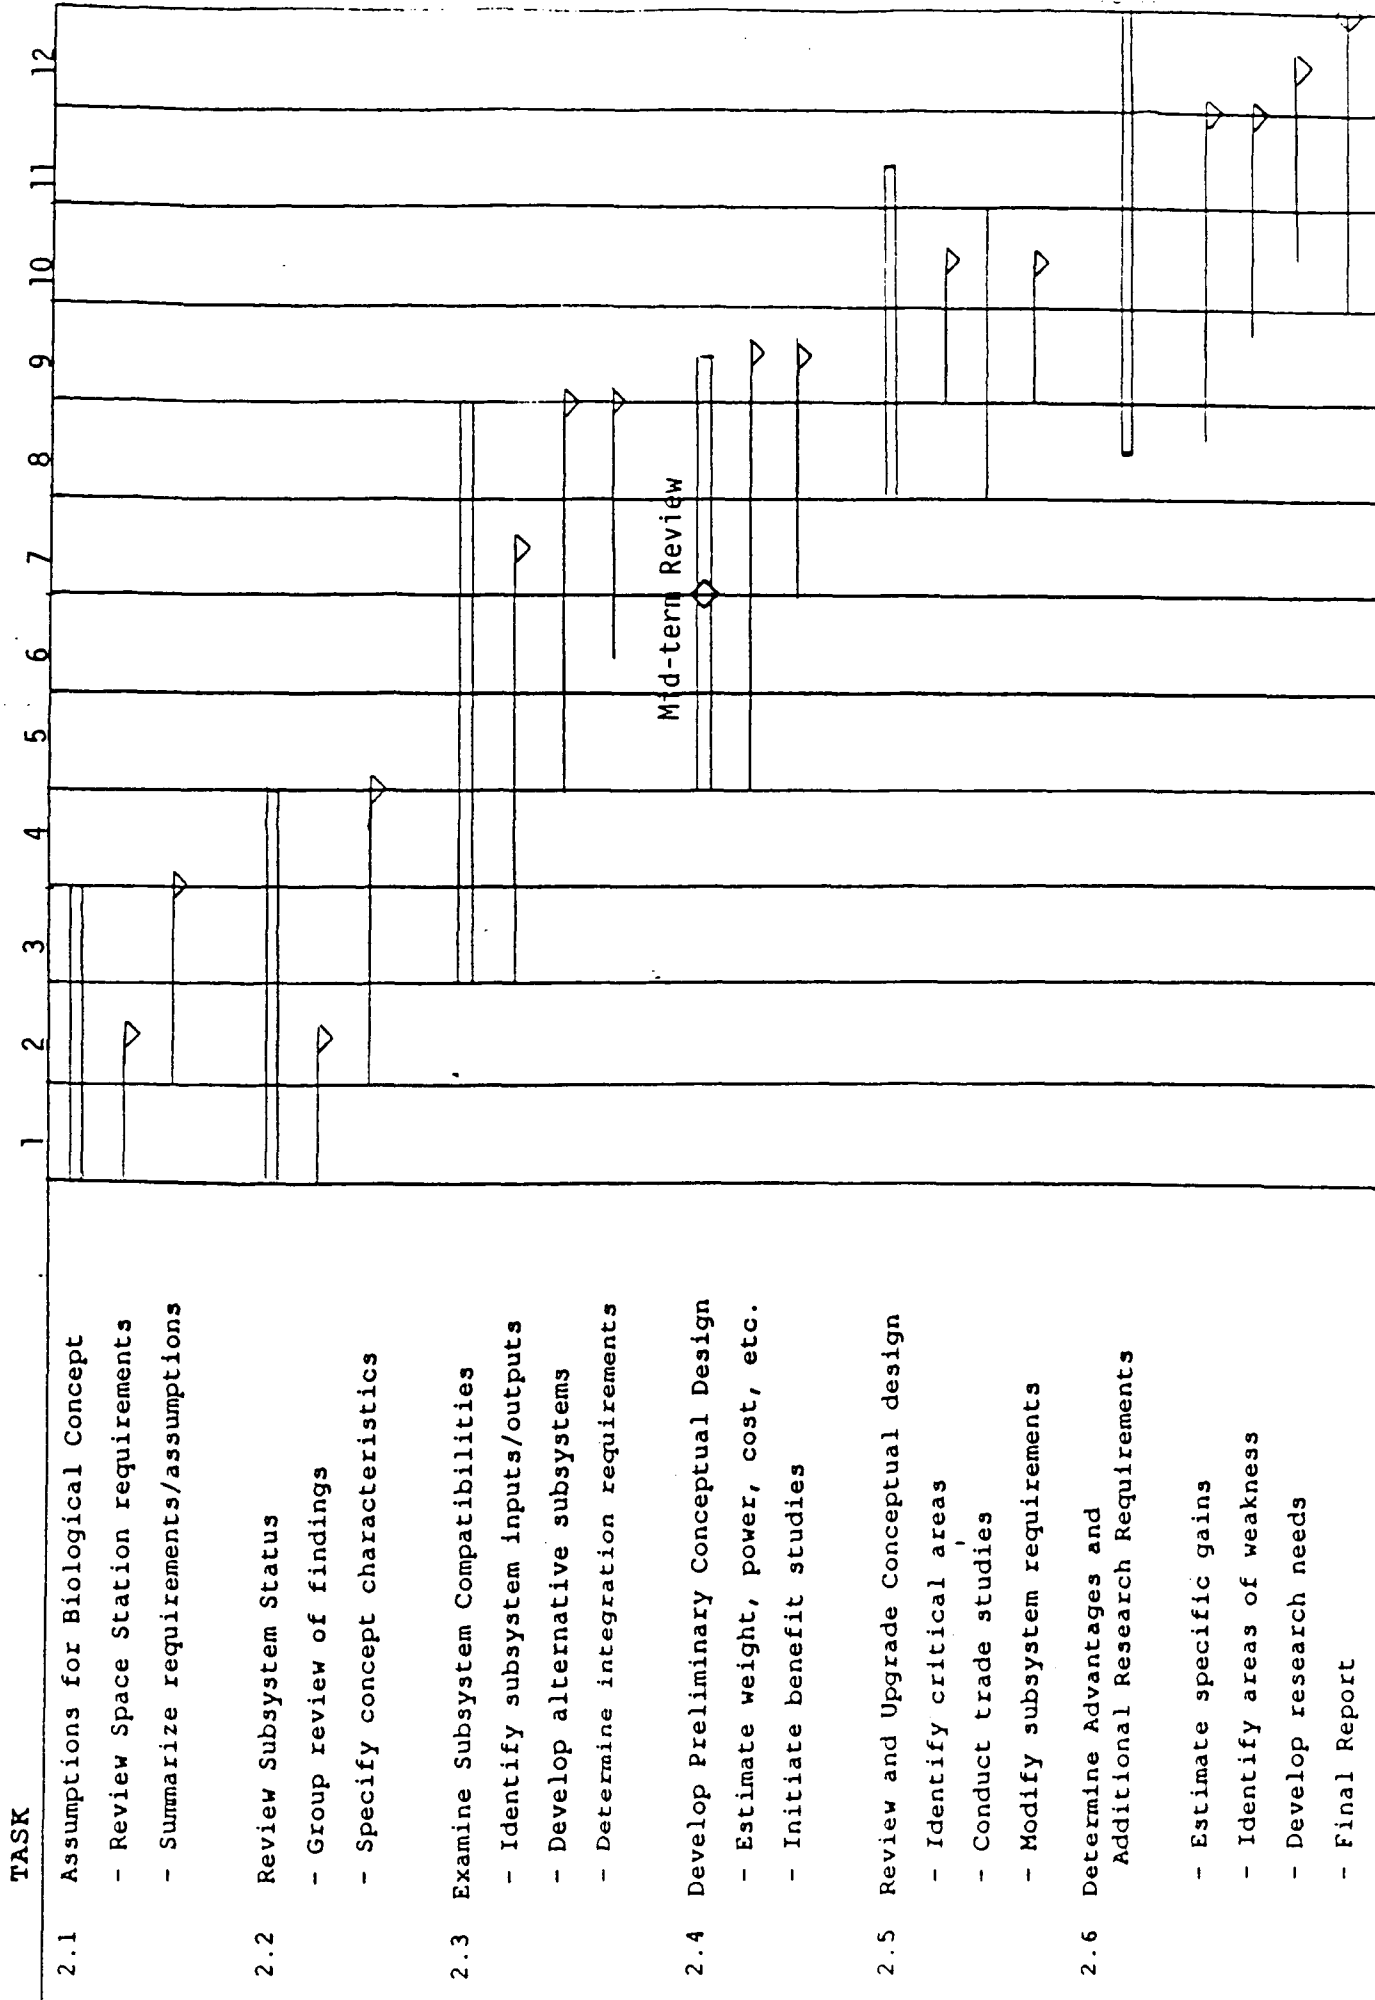 TASK
1 2 3 4 5 6 7 8 9 10 11 12
2.1 Assumptions for Biological Concept
- Review Space Station requirements
- Summarize requirements/assumptions
2.2 Review Subsystem Status
- Group review of findings
- Specify concept characteristics
2.3 Examine Subsystem Compatibilities
- Identify subsystem inputs/outputs
- Develop alternative subsystems
- Determine integration requirements
Mid-term Review
2.4 Develop Preliminary Conceptual Design
- Estimate weight, power, cost, etc.
- Initiate benefit studies
2.5 Review and Upgrade Conceptual design
- Identify critical areas
- Conduct trade studies
- Modify subsystem requirements
2.6 Determine Advantages and
Additional Research Requirements
- Estimate specific gains
- Identify areas of weakness
- Develop research needs
- Final Report